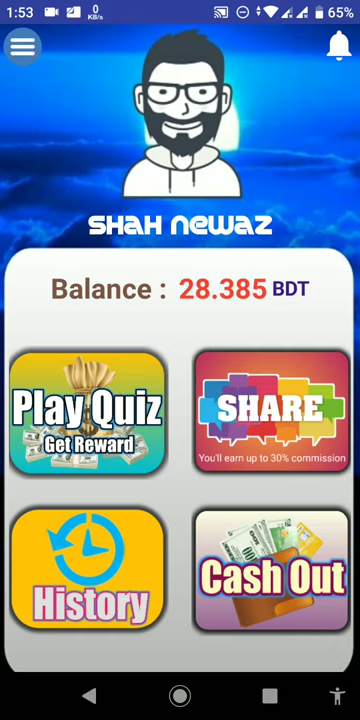 1:53
0
KB/s
65%
SHAH NEWAZ
Balance : 28.385 BDT
Play Quiz
Get Reward
SHARE
You'll earn up to 30% commission
History
Cash Out